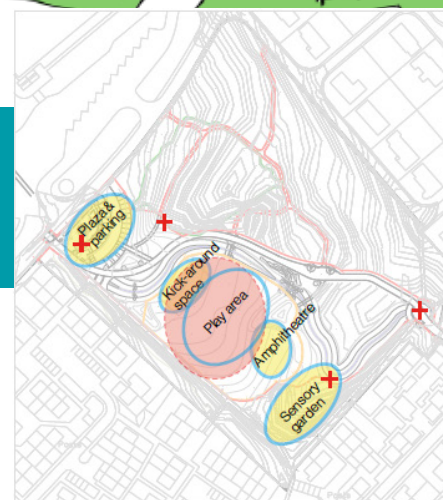 Plaza &
parking
Kick-around
space
Play area
Amphitheatre
Sensory
garden